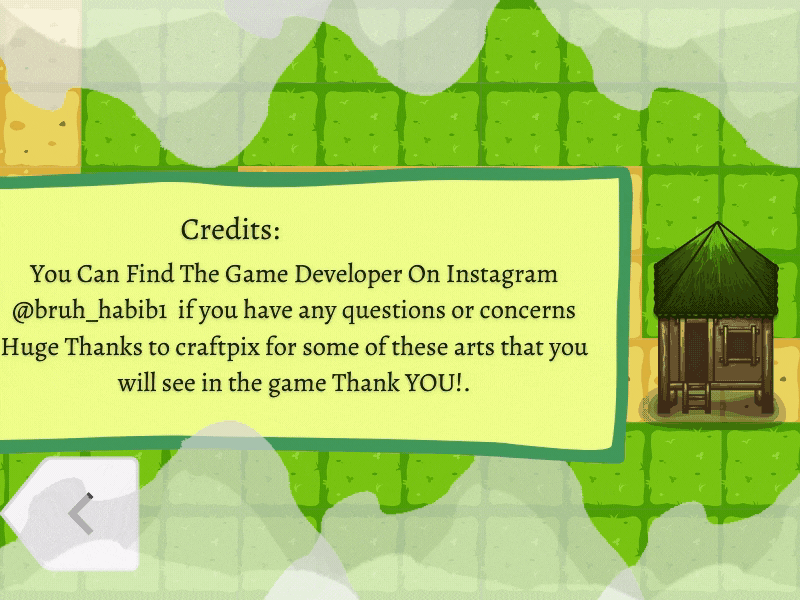 Credits:
You Can Find The Game Developer On Instagram
@bruh_habib1 if you have any questions or concerns
Huge Thanks to craftpix for some of these arts that you
will see in the game Thank YOU!.